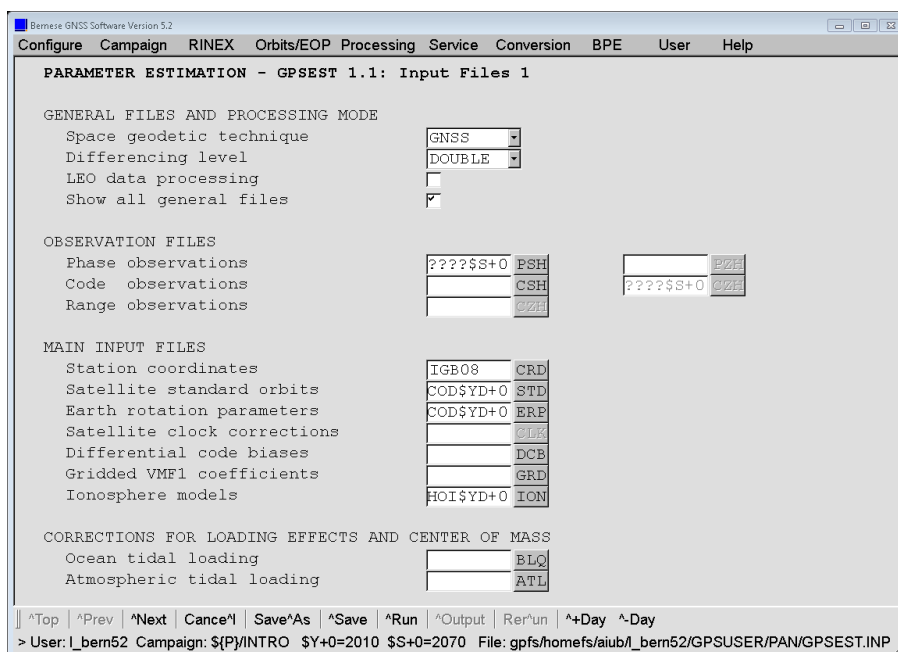 Bernese GNSS Software Version 5.2
Configure Campaign RINEX Orbits/EOP Processing Service Conversion BPE User Help
PARAMETER ESTIMATION - GPSEST 1.1: Input Files 1
GENERAL FILES AND PROCESSING MODE
Space geodetic technique GNSS
Differencing level DOUBLE
LEO data processing
Show all general files
OBSERVATION FILES
Phase observations ????$S+0 PSH PZH
Code observations CSH ????$S+0 CZH
Range observations CZH
MAIN INPUT FILES
Station coordinates IGB08 CRD
Satellite standard orbits COD$YD+0 STD
Earth rotation parameters COD$YD+0 ERP
Satellite clock corrections CLK
Differential code biases DCB
Gridded VMF1 coefficients GRD
Ionosphere models HOI$YD+0 ION
CORRECTIONS FOR LOADING EFFECTS AND CENTER OF MASS
Ocean tidal loading BLQ
Atmospheric tidal loading ATL
^Top | ^Prev | ^Next | Cance^l | Save^As | ^Save | ^Run | ^Output | Rer^un | ^+Day ^-Day
> User: l_bern52 Campaign: ${P}/INTRO $Y+0=2010 $S+0=2070 File: gpfs/homefs/aiub/l_bern52/GPSUSER/PAN/GPSEST.INP